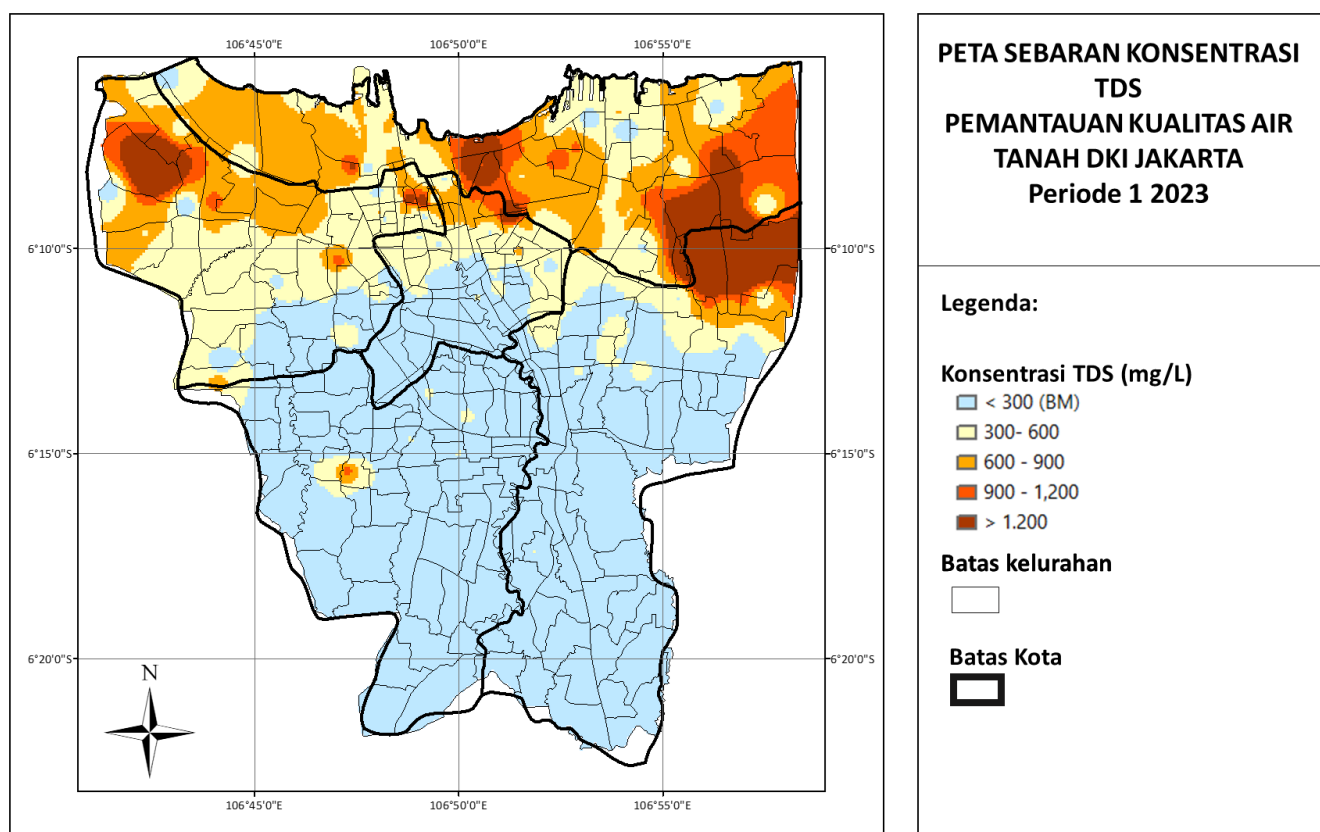 106°45'0"E 106°50'0"E 106°55'0"E
6°10'0"S 6°10'0"S
6°15'0"S 6°15'0"S
6°20'0"S 6°20'0"S
N
106°45'0"E 106°50'0"E 106°55'0"E
PETA SEBARAN KONSENTRASI
TDS
PEMANTAUAN KUALITAS AIR
TANAH DKI JAKARTA
Periode 1 2023
Legenda:
Konsentrasi TDS (mg/L)
< 300 (BM)
300- 600
600 - 900
900 - 1,200
> 1.200
Batas kelurahan
Batas Kota